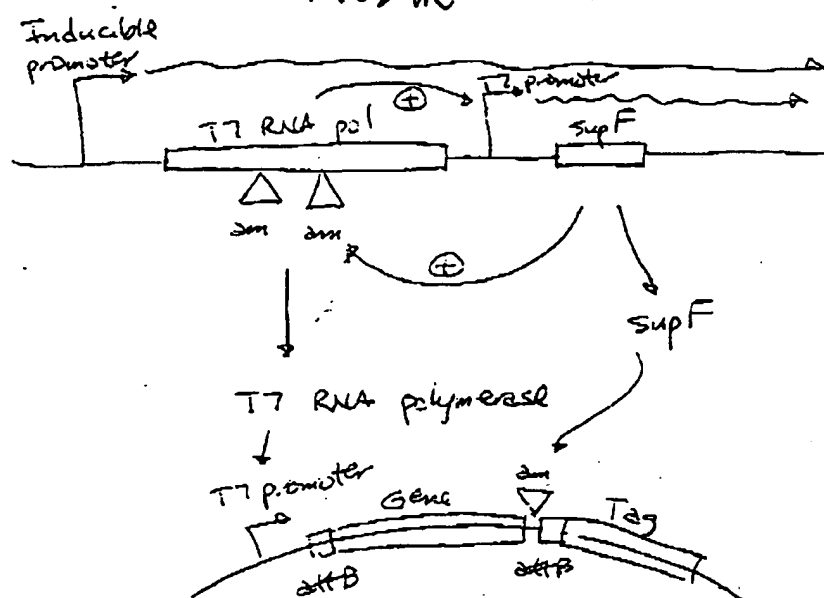 Inducible
promoter
T7 promoter
⊕
T7 RNA pol
supF
am am
⊕
supF
T7 RNA polymerase
am
T7 promoter
Gene
Tag
attB
attB